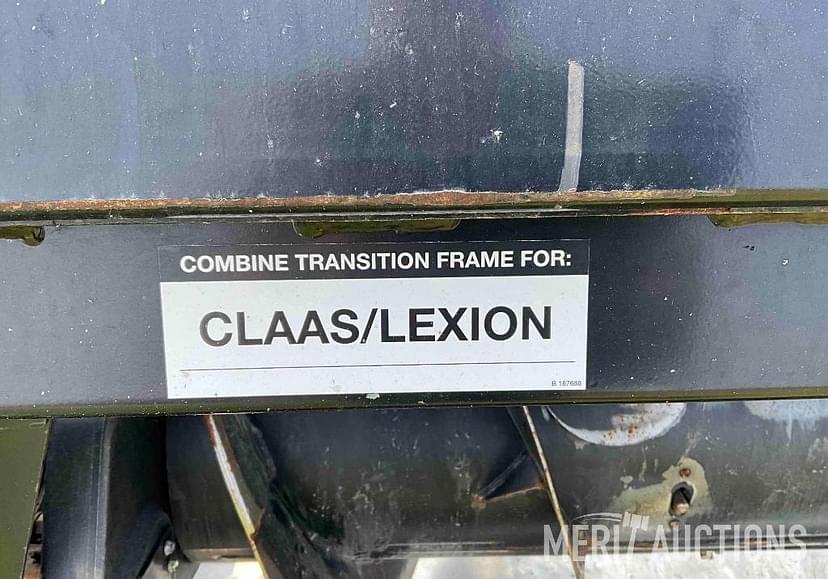 COMBINE TRANSITION FRAME FOR:
CLAAS/LEXION
B 187688
MERIT AUCTIONS